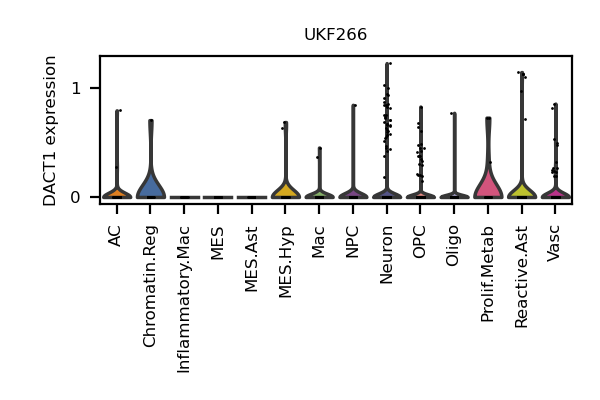 UKF266
DACT1 expression
1
0
AC
Chromatin.Reg
Inflammatory.Mac
MES
MES.Ast
MES.Hyp
Mac
NPC
Neuron
OPC
Oligo
Prolif.Metab
Reactive.Ast
Vasc